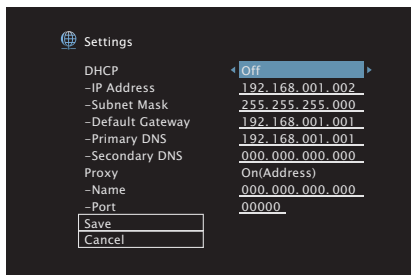 Settings
DHCP Off
-IP Address 192.168.001.002
-Subnet Mask 255.255.255.000
-Default Gateway 192.168.001.001
-Primary DNS 192.168.001.001
-Secondary DNS 000.000.000.000
Proxy On(Address)
-Name 000.000.000.000
-Port 00000
Save
Cancel